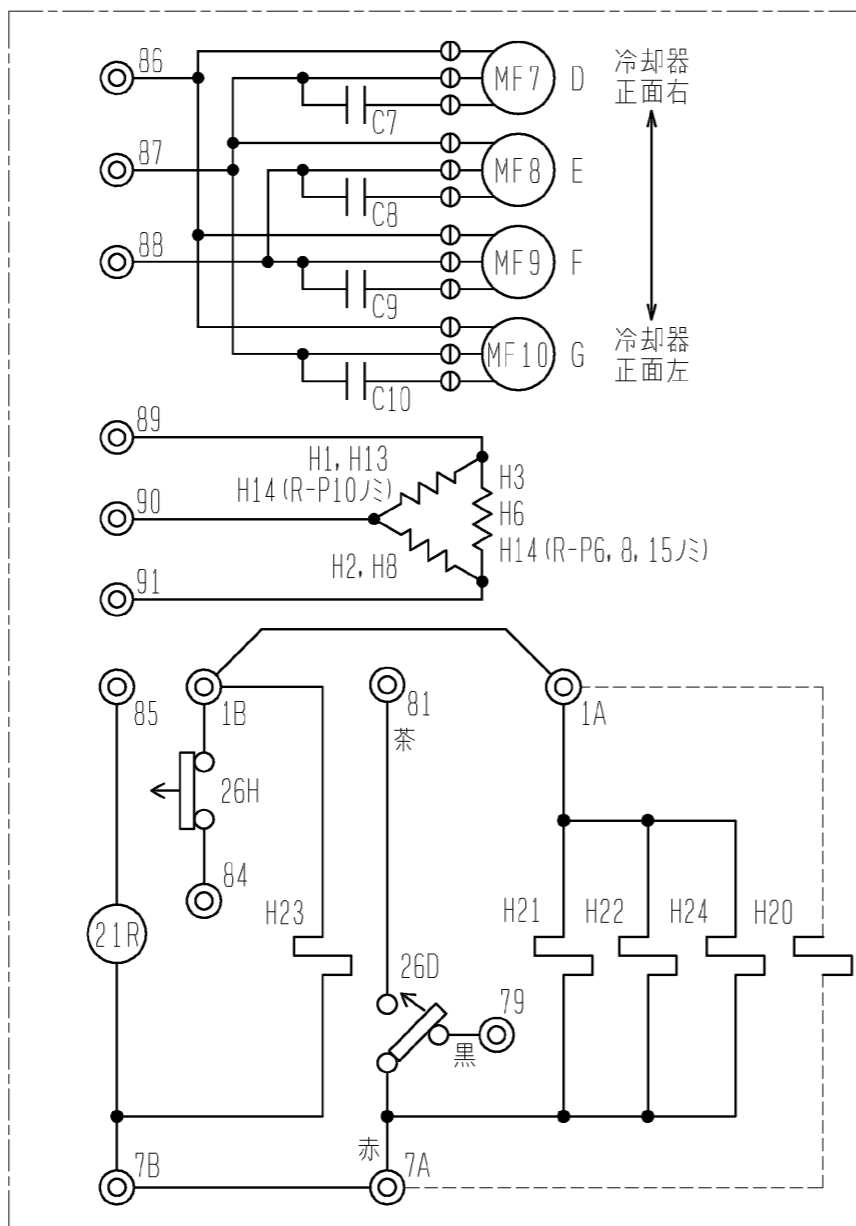 86
MF7
D
冷却器
正面右
C7
87
MF8
E
C8
88
MF9
F
C9
MF10
G
冷却器
正面左
C10
89
H1, H13
H14(R-P10ノミ)
H3
H6
H14(R-P6, 8, 15ノミ)
90
H2, H8
91
85
1B
81
茶
1A
26H
84
21R
H23
H21
H22
H24
H20
26D
79
黒
赤
7B
7A